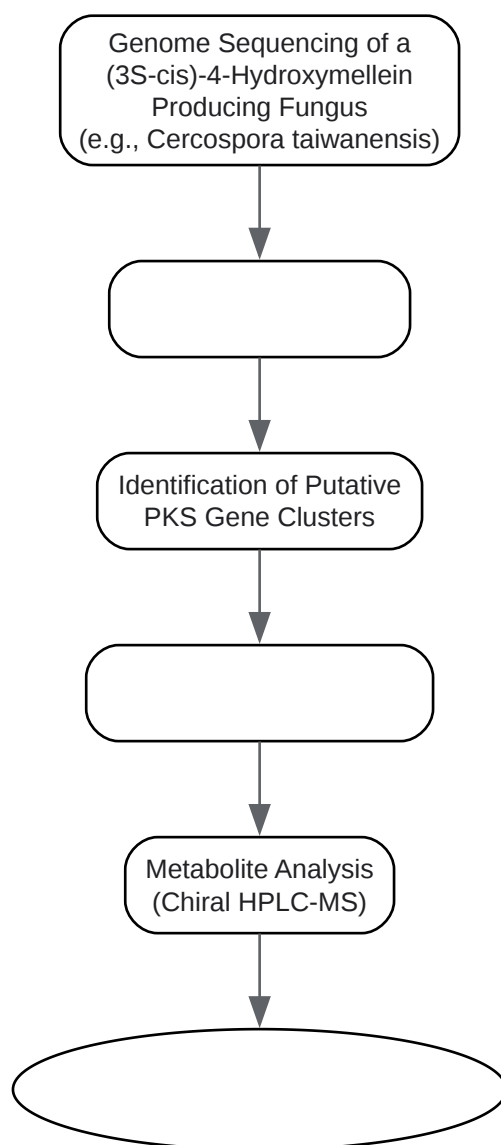 Genome Sequencing of a
(3S-cis)-4-Hydroxymellein
Producing Fungus
(e.g., Cercospora taiwanensis)
Identification of Putative
PKS Gene Clusters
Metabolite Analysis
(Chiral HPLC-MS)